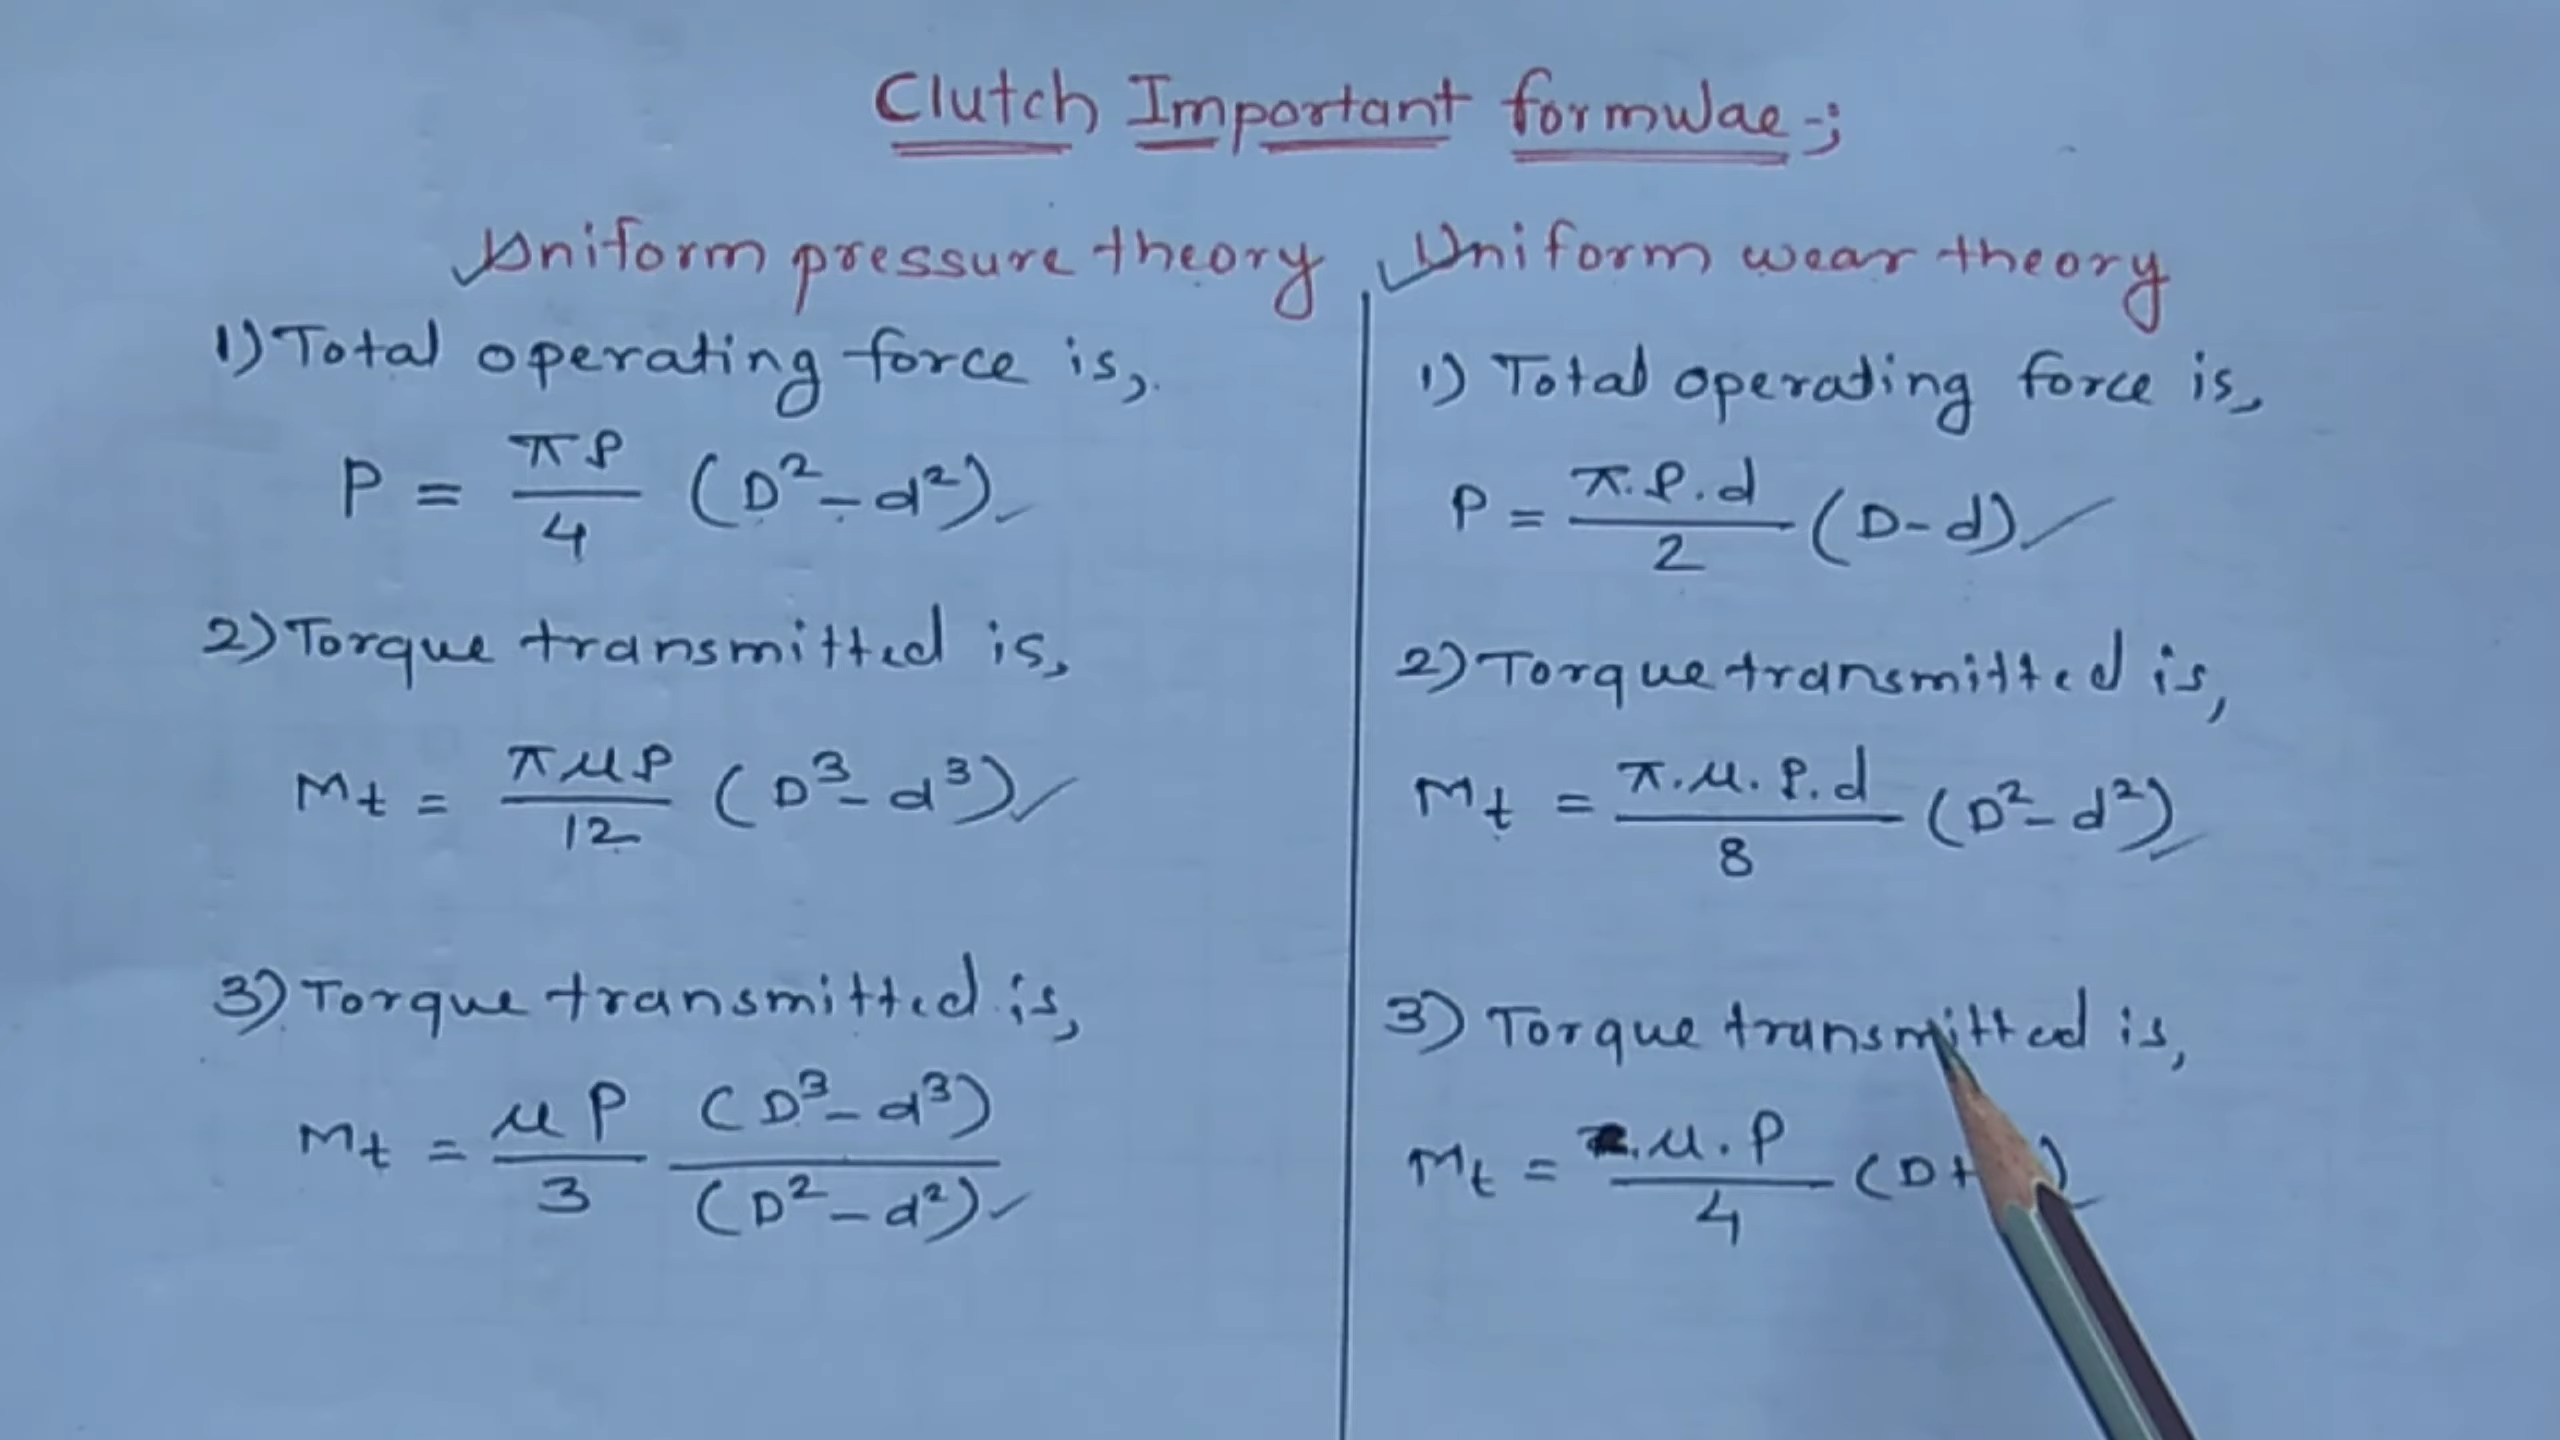 Clutch Important formulae -;
Uniform pressure theory
1) Total operating force is,
P = πp/4 (D² - d²)
2) Torque transmitted is,
Mt = πμp/12 (D³ - d³)
3) Torque transmitted is,
Mt = μP/3 (D³ - d³)/(D² - d²)
Uniform wear theory
1) Total operating force is,
P = π.p.d/2 (D - d)
2) Torque transmitted is,
Mt = π.μ.p.d/8 (D² - d²)
3) Torque transmitted is,
Mt = .μ.P/4 (D+ )